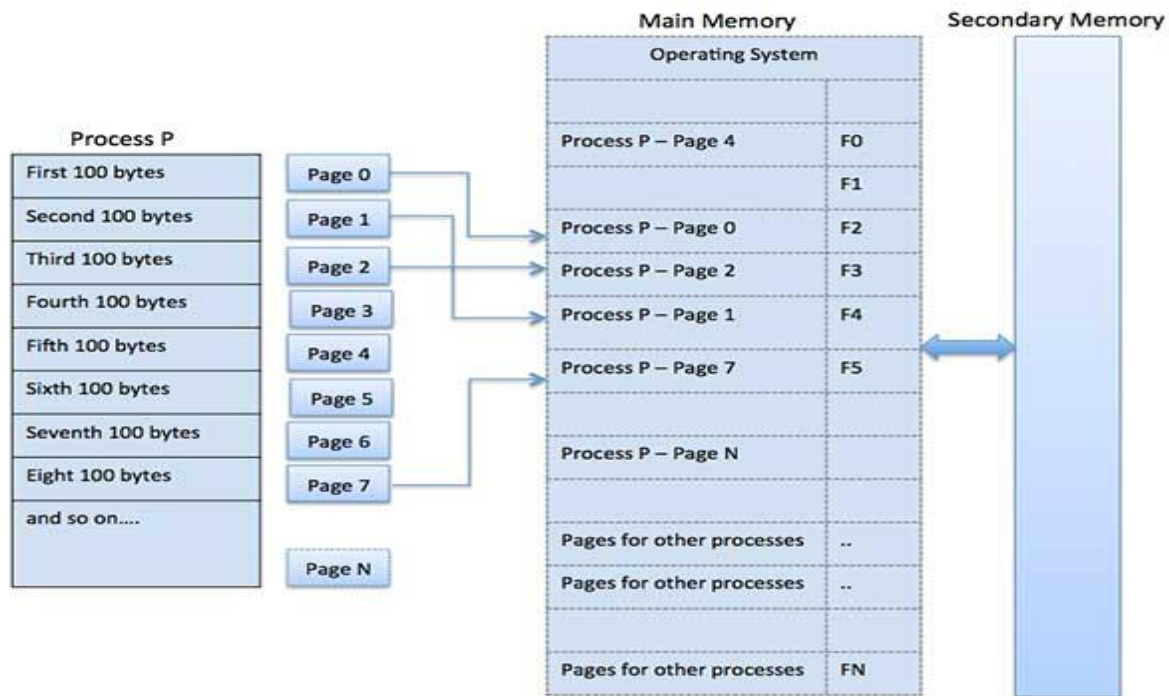 Main Memory
Secondary Memory
Operating System
Process P
First 100 bytes
Second 100 bytes
Third 100 bytes
Fourth 100 bytes
Fifth 100 bytes
Sixth 100 bytes
Seventh 100 bytes
Eight 100 bytes
and so on....
Page 0
Page 1
Page 2
Page 3
Page 4
Page 5
Page 6
Page 7
Page N
Process P – Page 4 F0
F1
Process P – Page 0 F2
Process P – Page 2 F3
Process P – Page 1 F4
Process P – Page 7 F5
Process P – Page N
Pages for other processes ..
Pages for other processes ..
Pages for other processes FN